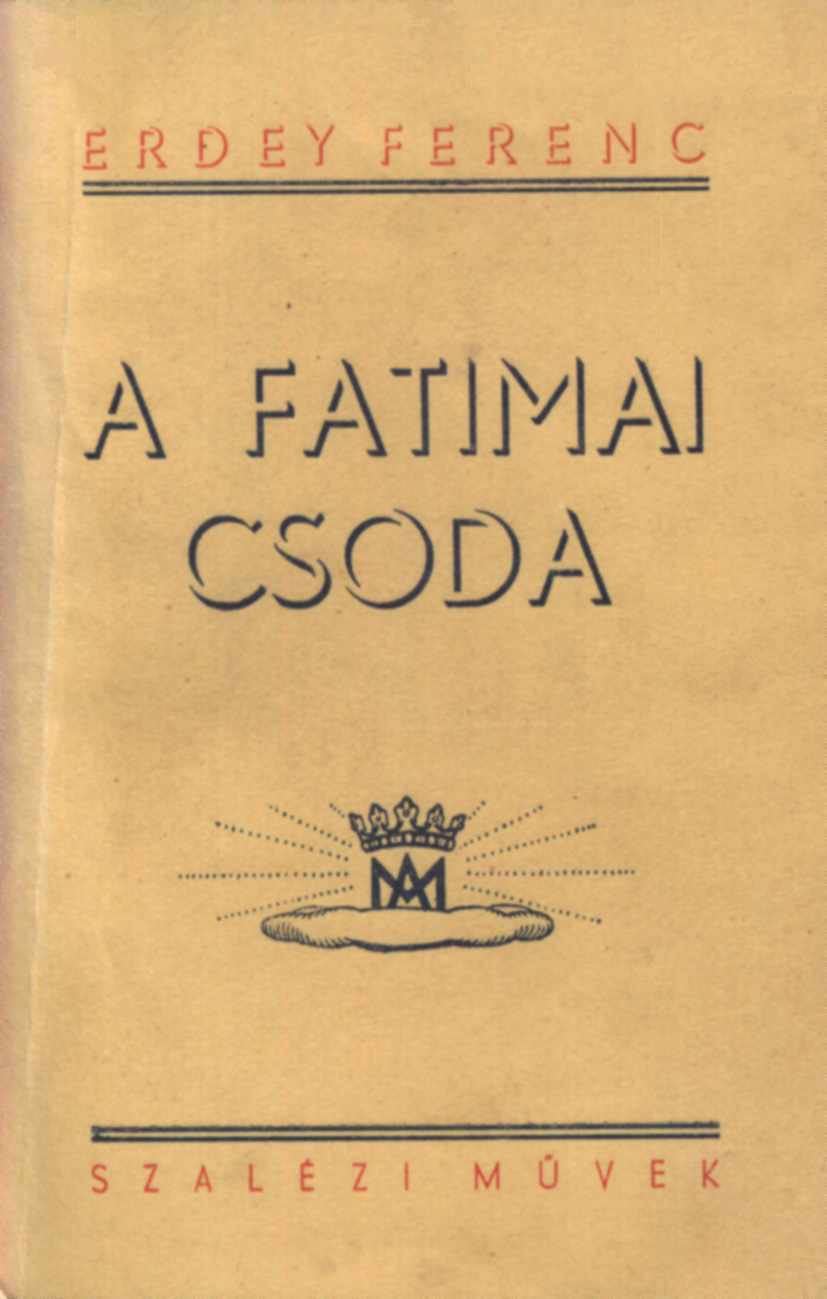 ERDEY FERENC
A FATIMAI
CSODA
SZALÉZI MŰVEK